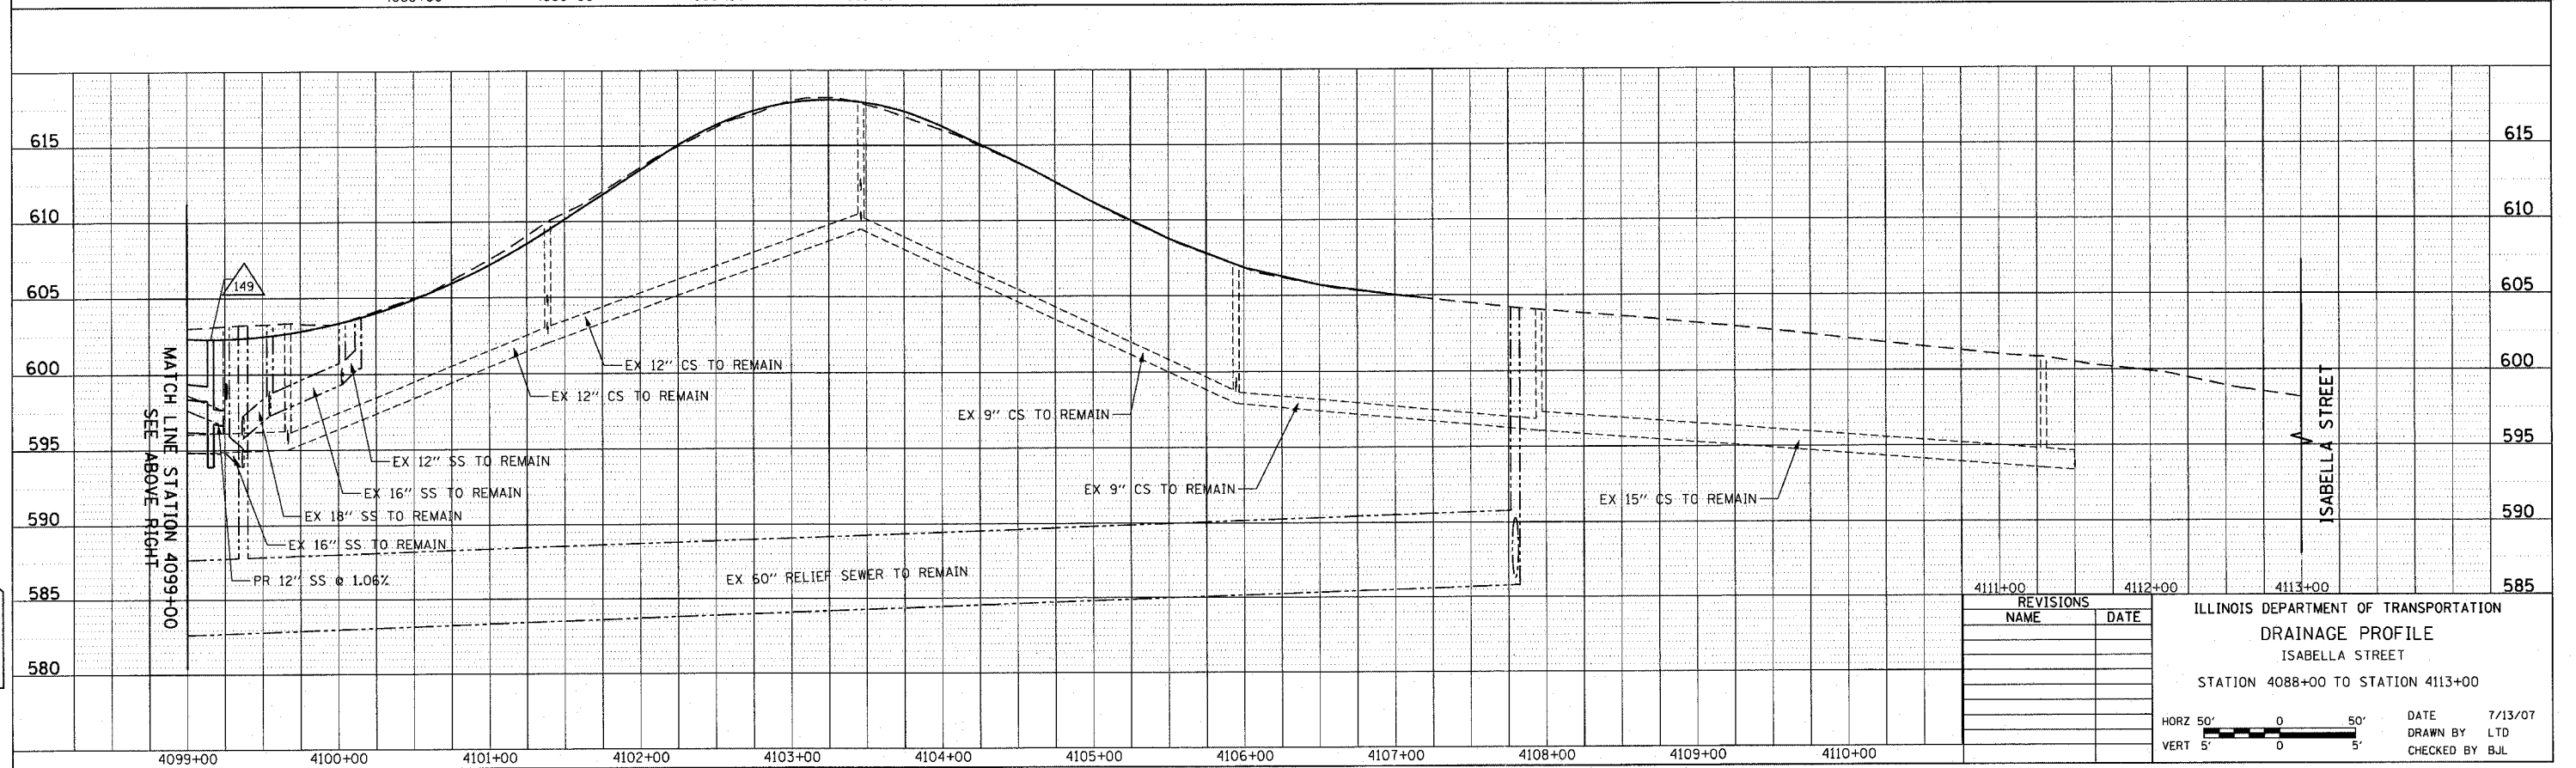 615 615
610 610
605 605
149
600 600
595 595
590 590
585 585
580
MATCH LINE STATION 4099+00
SEE ABOVE RIGHT
EX 12" CS TO REMAIN
EX 12" CS TO REMAIN
EX 9" CS TO REMAIN
EX 12" SS TO REMAIN
EX 16" SS TO REMAIN
EX 9" CS TO REMAIN
EX 15" CS TO REMAIN
EX 18" SS TO REMAIN
EX 16" SS TO REMAIN
PR 12" SS @ 1.06%
EX 60" RELIEF SEWER TO REMAIN
ISABELLA STREET
4111+00 4112+00 4113+00
4099+00 4100+00 4101+00 4102+00 4103+00 4104+00 4105+00 4106+00 4107+00 4108+00 4109+00 4110+00
REVISIONS
NAME DATE
ILLINOIS DEPARTMENT OF TRANSPORTATION
DRAINAGE PROFILE
ISABELLA STREET
STATION 4088+00 TO STATION 4113+00
HORZ 50' 0 50'
VERT 5' 0 5'
DATE 7/13/07
DRAWN BY LTD
CHECKED BY BJL